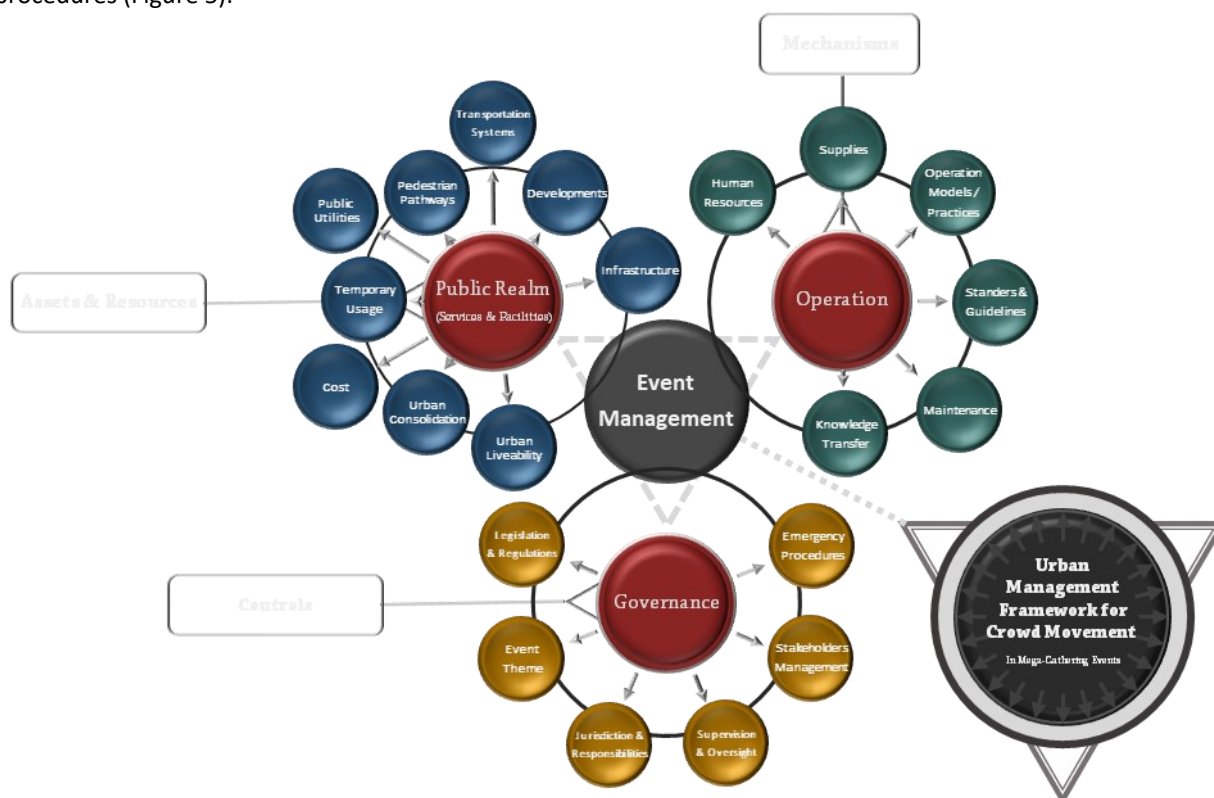 procedures (Figure 5).
Mechanisms
Transportation
Systems
Supplies
Pedestrian
Pathways
Developments
Human
Resources
Operation
Models /
Practices
Public
Utilities
Infrastructure
Assets & Resources
Temporary
Usage
Public Realm
(Services & Facilities)
Operation
Standers &
Guidelines
Event
Management
Cost
Urban
Consolidation
Maintenance
Urban
Liveability
Knowledge
Transfer
Legislation
& Regulations
Emergency
Procedures
Controls
Governance
Event
Theme
Stakeholders
Management
Jurisdiction &
Responsibilities
Supervision
& Oversight
Urban
Management
Framework for
Crowd Movement
In Mega-Gathering Events